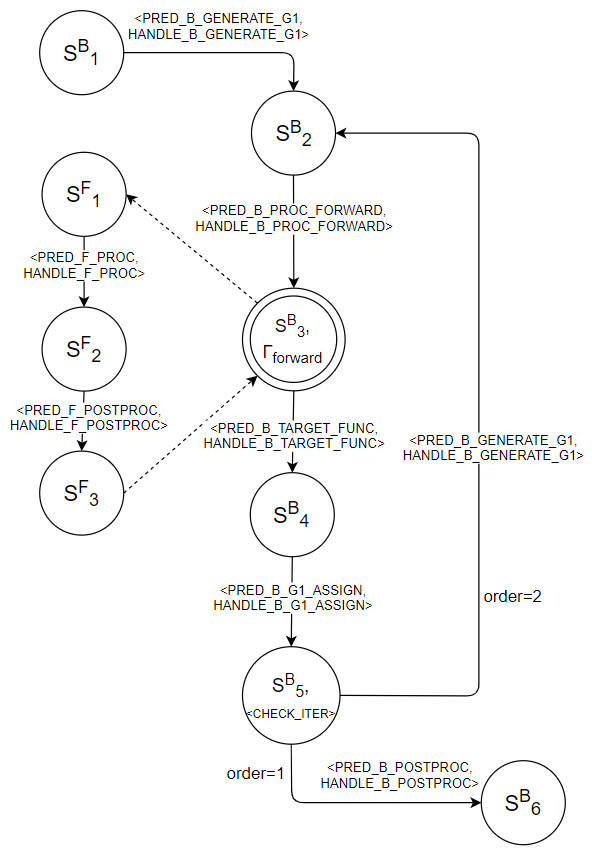 <PRED_B_GENERATE_G1,
HANDLE_B_GENERATE_G1>
S^B_1
S^B_2
S^F_1
<PRED_B_PROC_FORWARD,
HANDLE_B_PROC_FORWARD>
<PRED_F_PROC,
HANDLE_F_PROC>
S^B_3,
Γ_forward
S^F_2
<PRED_F_POSTPROC,
HANDLE_F_POSTPROC>
<PRED_B_TARGET_FUNC,
HANDLE_B_TARGET_FUNC>
<PRED_B_GENERATE_G1,
HANDLE_B_GENERATE_G1>
S^F_3
S^B_4
<PRED_B_G1_ASSIGN,
HANDLE_B_G1_ASSIGN>
order=2
S^B_5,
<CHECK_ITER>
order=1
<PRED_B_POSTPROC,
HANDLE_B_POSTPROC>
S^B_6